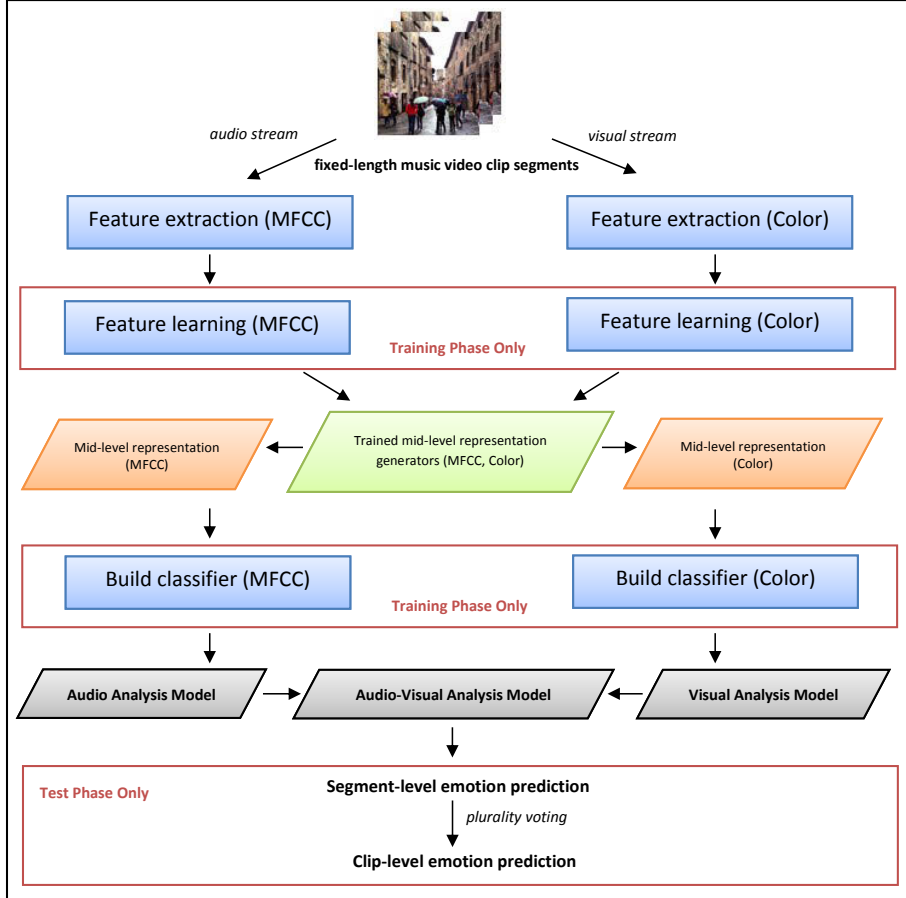 audio stream
visual stream
fixed-length music video clip segments
Feature extraction (MFCC)
Feature extraction (Color)
Feature learning (MFCC)
Feature learning (Color)
Training Phase Only
Mid-level representation
(MFCC)
Trained mid-level representation
generators (MFCC, Color)
Mid-level representation
(Color)
Build classifier (MFCC)
Build classifier (Color)
Training Phase Only
Audio Analysis Model
Audio-Visual Analysis Model
Visual Analysis Model
Test Phase Only
Segment-level emotion prediction
plurality voting
Clip-level emotion prediction